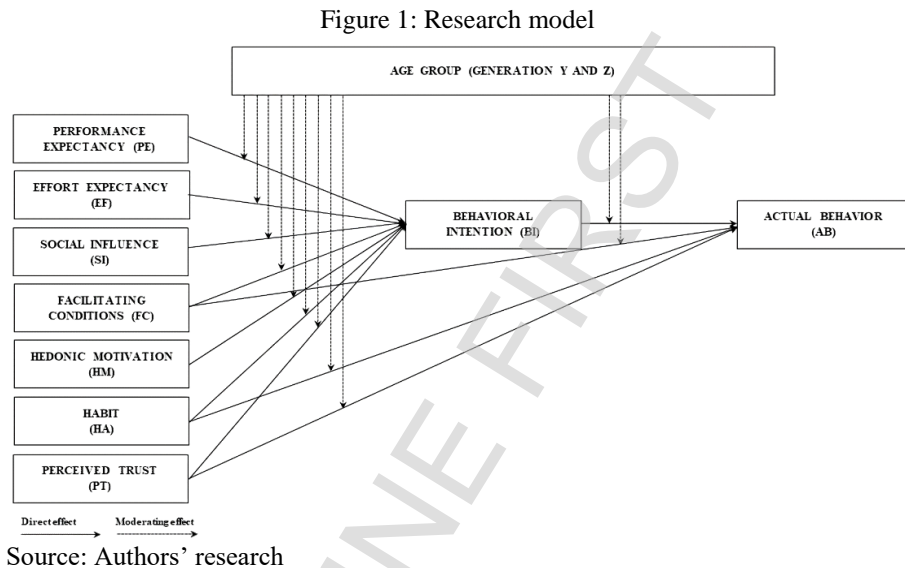 Figure 1: Research model
AGE GROUP (GENERATION Y AND Z)
PERFORMANCE
EXPECTANCY (PE)
EFFORT EXPECTANCY
(EF)
SOCIAL INFLUENCE
(SI)
FACILITATING
CONDITIONS (FC)
HEDONIC MOTIVATION
(HM)
HABIT
(HA)
PERCEIVED TRUST
(PT)
BEHAVIORAL
INTENTION (BI)
ACTUAL BEHAVIOR
(AB)
Direct effect
Moderating effect
Source: Authors’ research
NE FIRST